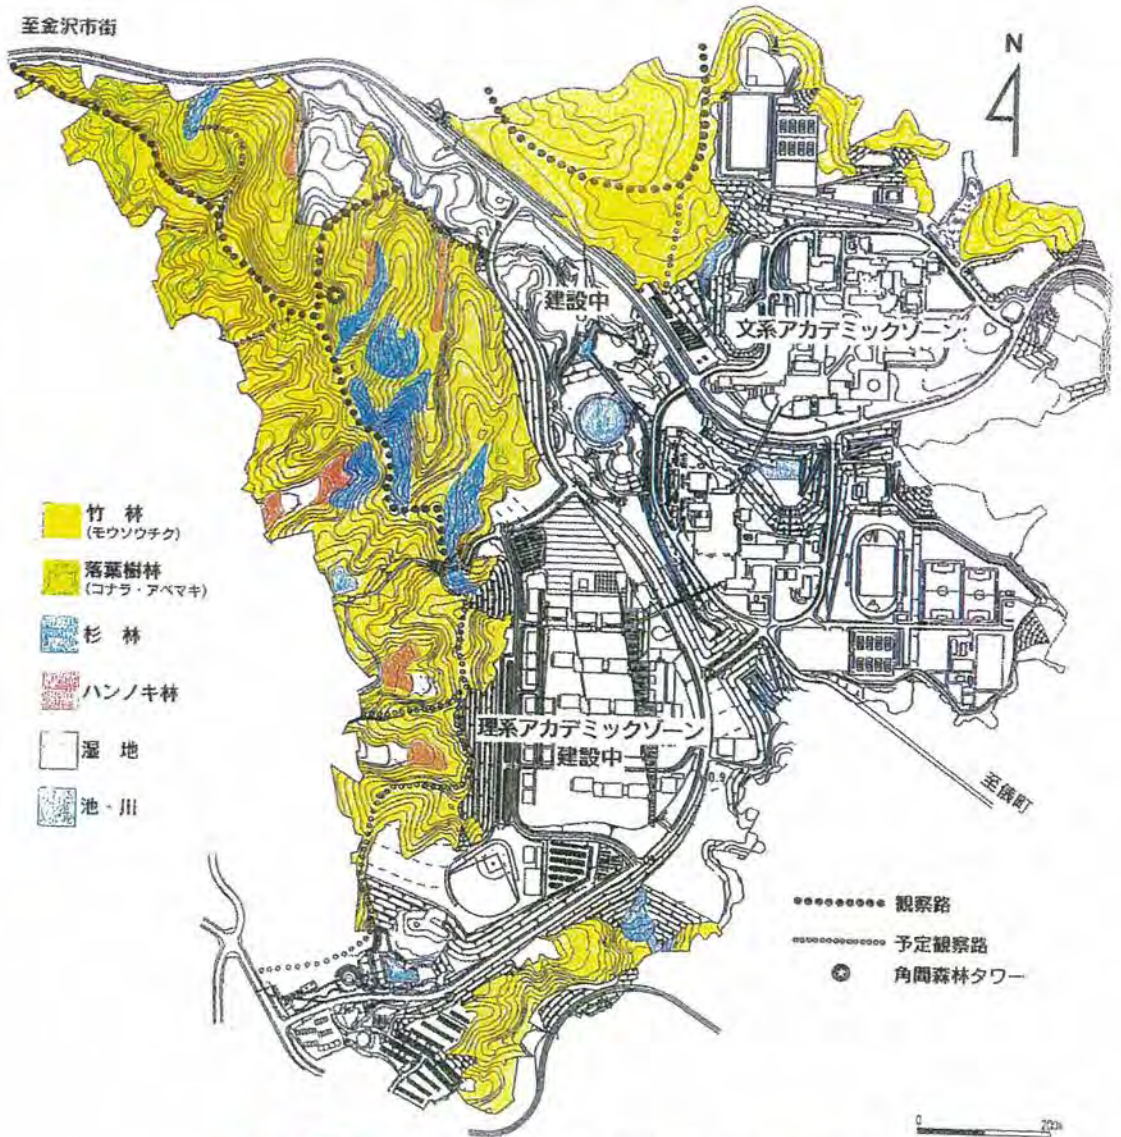 至金沢市街
N
建設中
文系アカデミックゾーン
竹 林
(モウソウチク)
落葉樹林
(コナラ・アベマキ)
杉 林
ハンノキ林
湿 地
池・川
理系アカデミックゾーン
建設中
0.9
至俵町
観察路
予定観察路
角間森林タワー
0